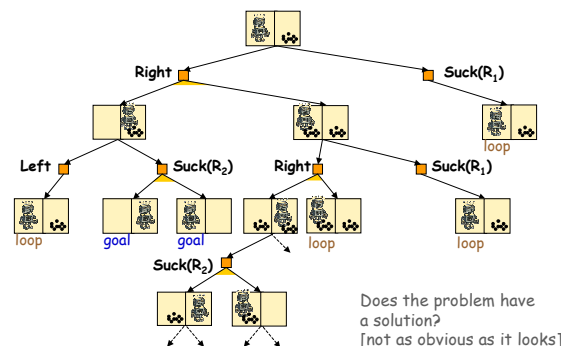 Right
Suck(R₁)
loop
Left
Suck(R₂)
Right
Suck(R₁)
loop
goal
goal
loop
loop
Suck(R₂)
Does the problem have
a solution?
[not as obvious as it looks]